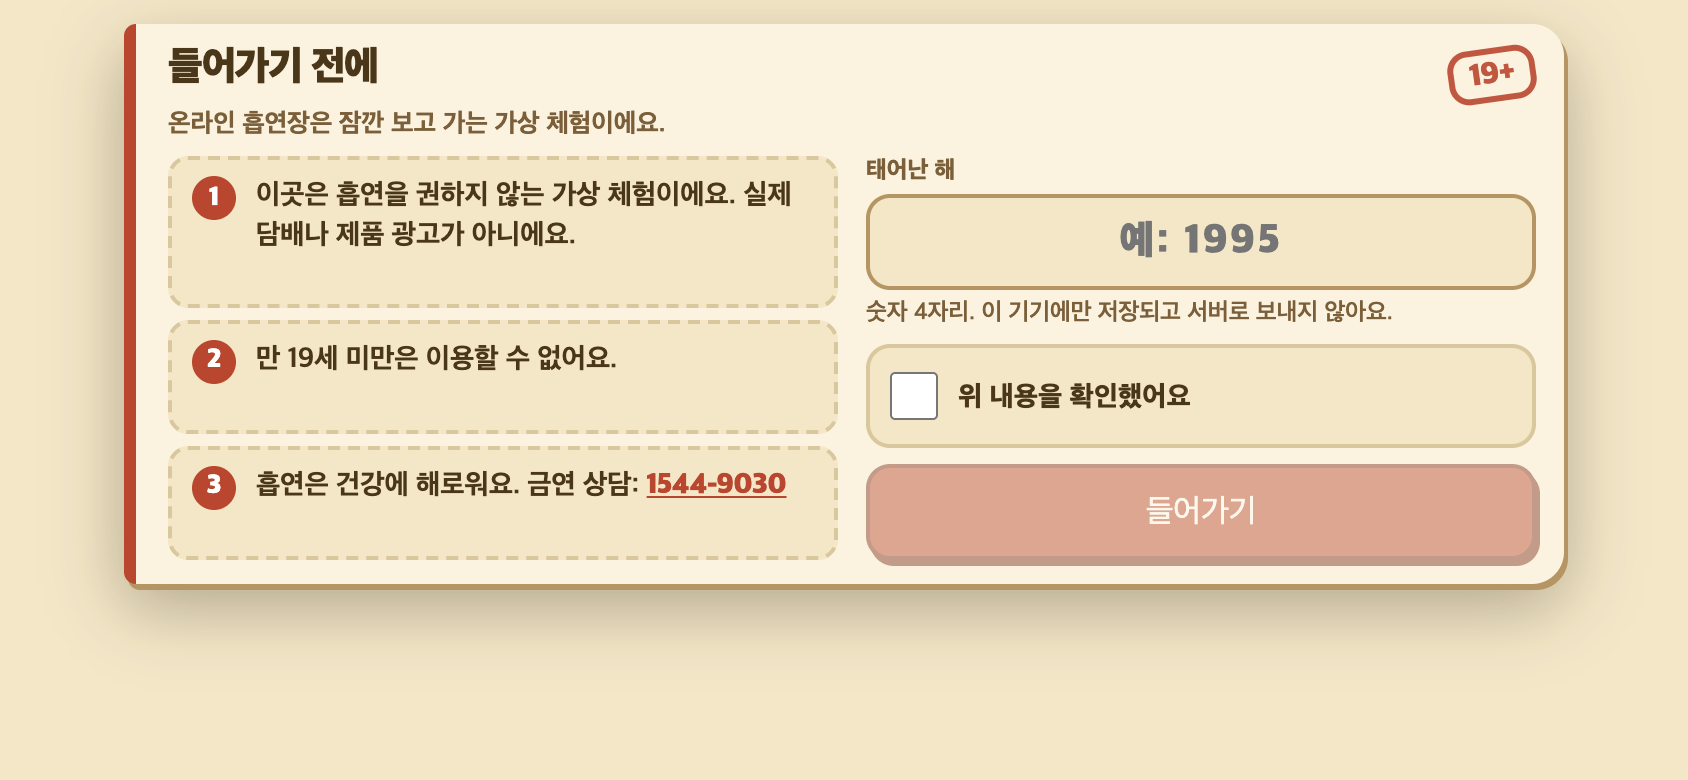 들어가기 전에
19+
온라인 흡연장은 잠깐 보고 가는 가상 체험이에요.
1
이곳은 흡연을 권하지 않는 가상 체험이에요. 실제
담배나 제품 광고가 아니에요.
2
만 19세 미만은 이용할 수 없어요.
3
흡연은 건강에 해로워요. 금연 상담: 1544-9030
태어난 해
예: 1995
숫자 4자리. 이 기기에만 저장되고 서버로 보내지 않아요.
위 내용을 확인했어요
들어가기